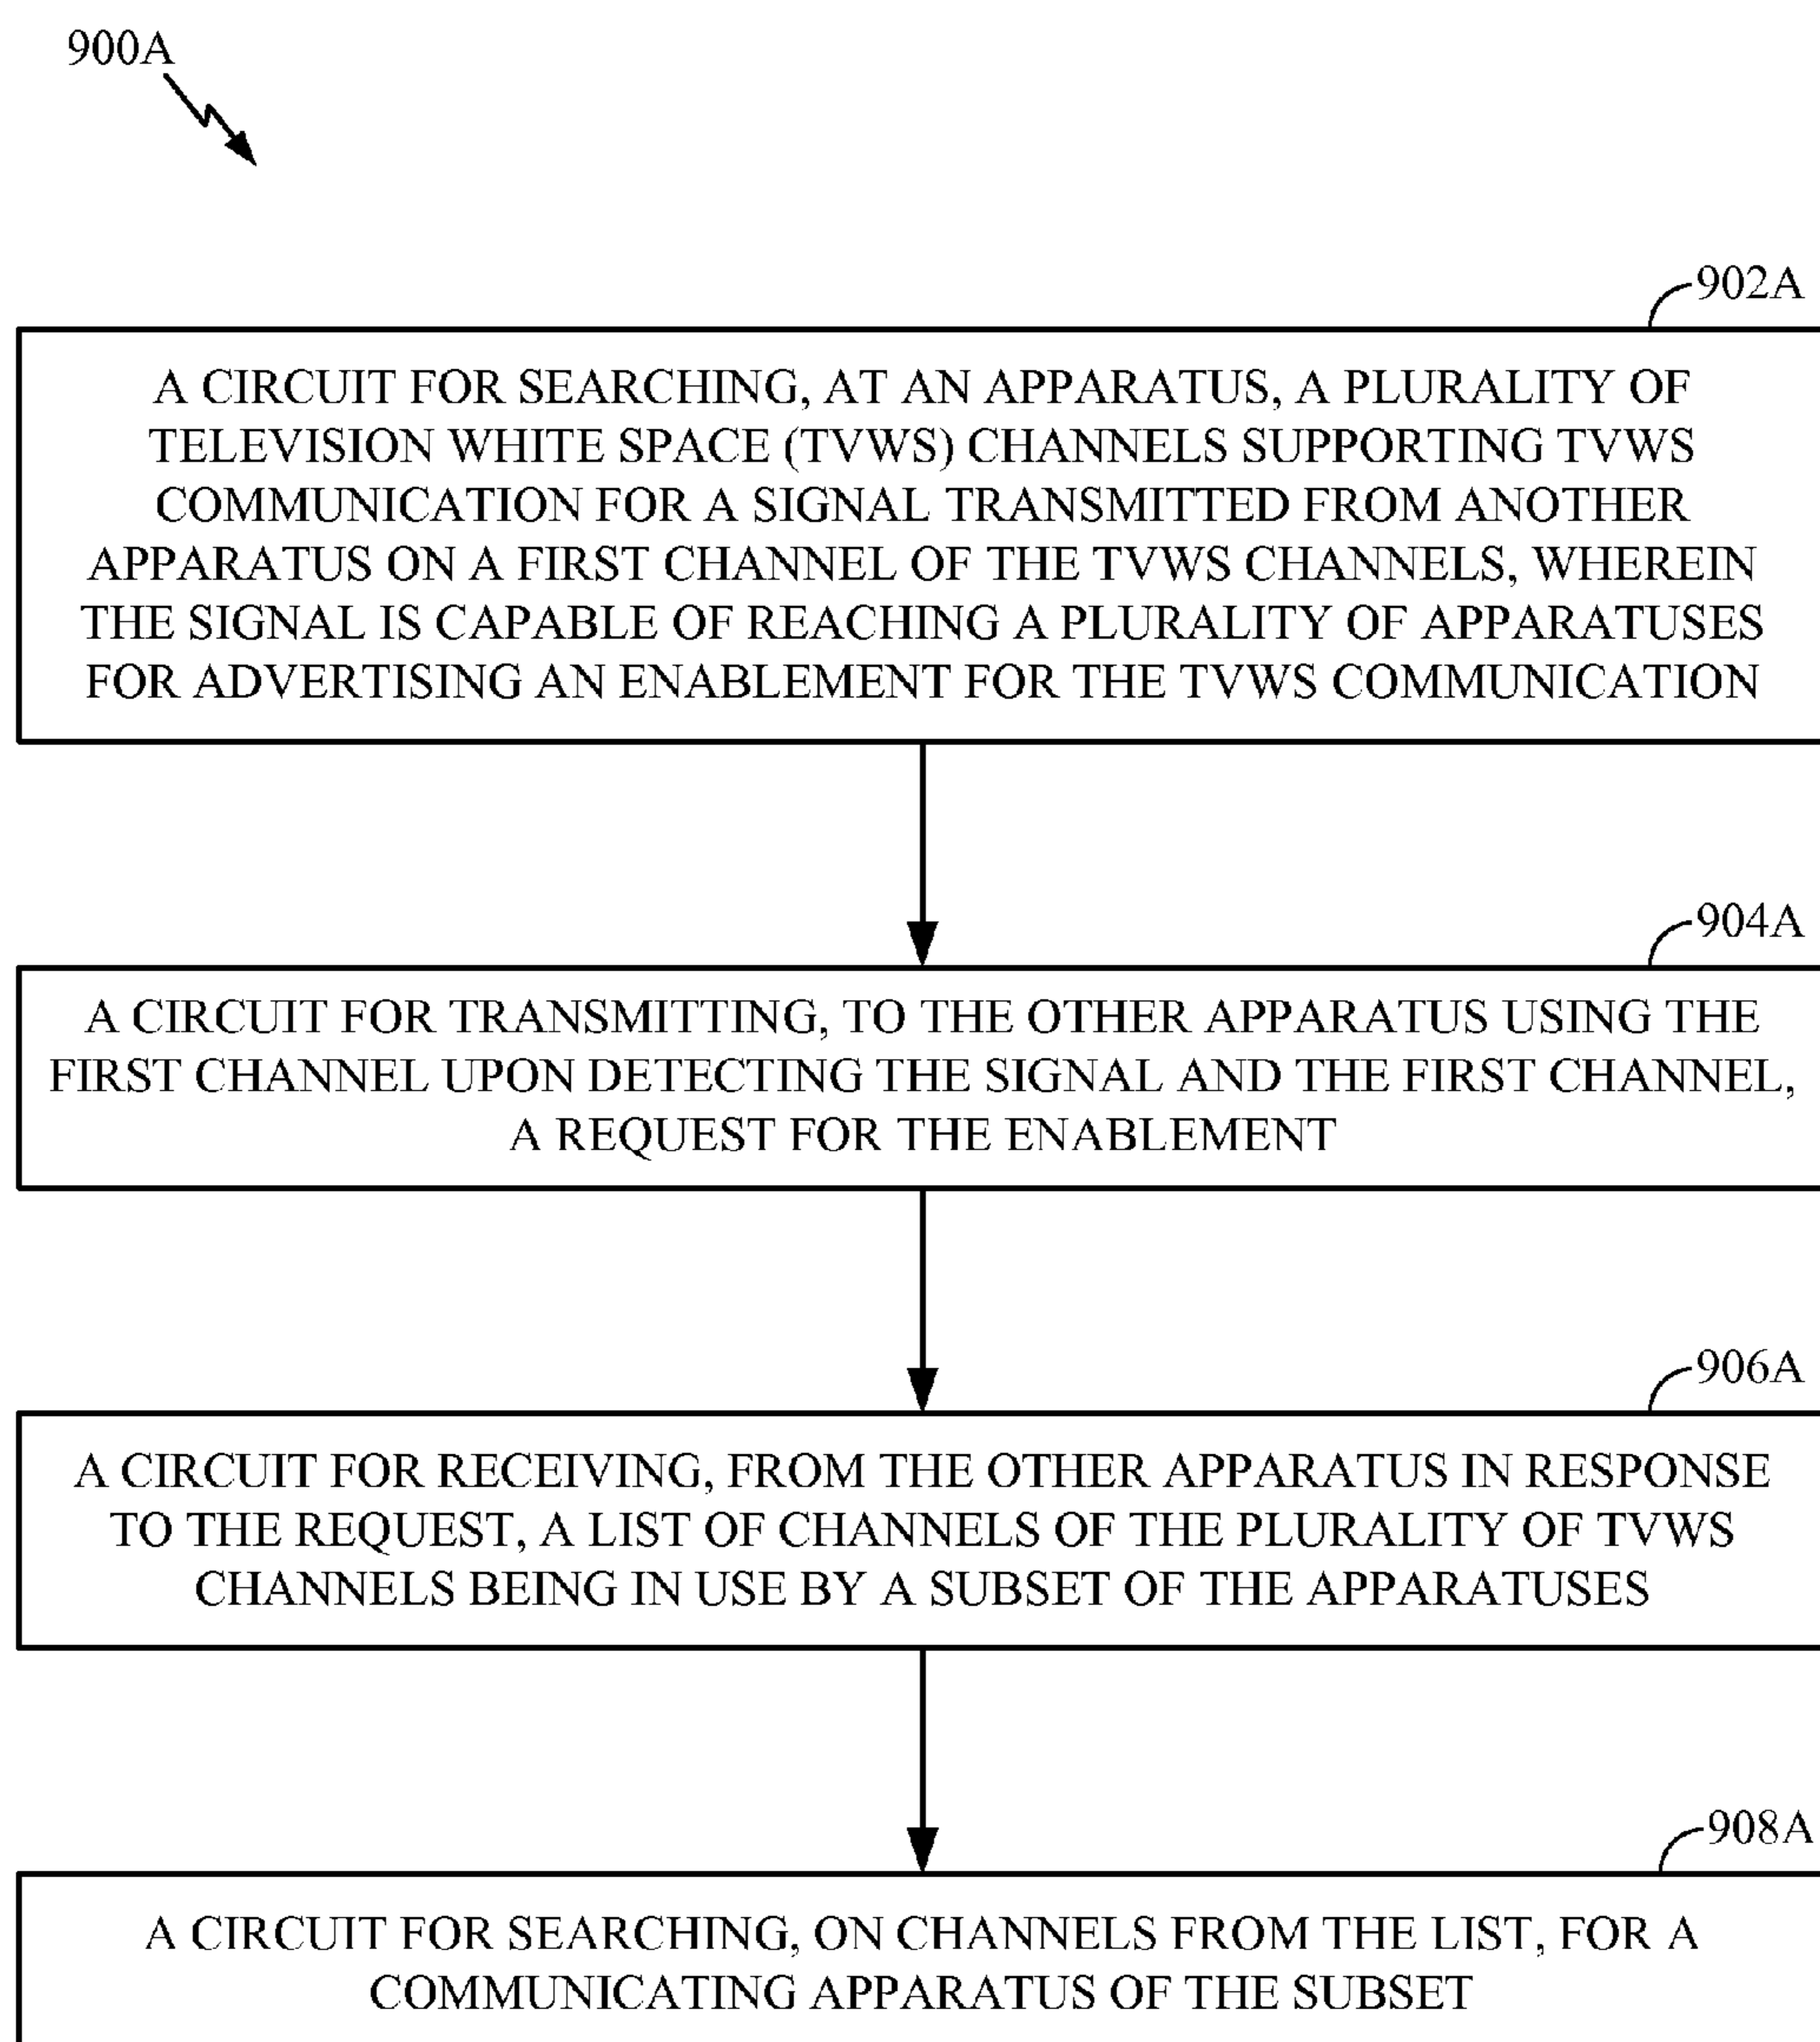 900A
902A
A CIRCUIT FOR SEARCHING, AT AN APPARATUS, A PLURALITY OF
TELEVISION WHITE SPACE (TVWS) CHANNELS SUPPORTING TVWS
COMMUNICATION FOR A SIGNAL TRANSMITTED FROM ANOTHER
APPARATUS ON A FIRST CHANNEL OF THE TVWS CHANNELS, WHEREIN
THE SIGNAL IS CAPABLE OF REACHING A PLURALITY OF APPARATUSES
FOR ADVERTISING AN ENABLEMENT FOR THE TVWS COMMUNICATION
904A
A CIRCUIT FOR TRANSMITTING, TO THE OTHER APPARATUS USING THE
FIRST CHANNEL UPON DETECTING THE SIGNAL AND THE FIRST CHANNEL,
A REQUEST FOR THE ENABLEMENT
906A
A CIRCUIT FOR RECEIVING, FROM THE OTHER APPARATUS IN RESPONSE
TO THE REQUEST, A LIST OF CHANNELS OF THE PLURALITY OF TVWS
CHANNELS BEING IN USE BY A SUBSET OF THE APPARATUSES
908A
A CIRCUIT FOR SEARCHING, ON CHANNELS FROM THE LIST, FOR A
COMMUNICATING APPARATUS OF THE SUBSET